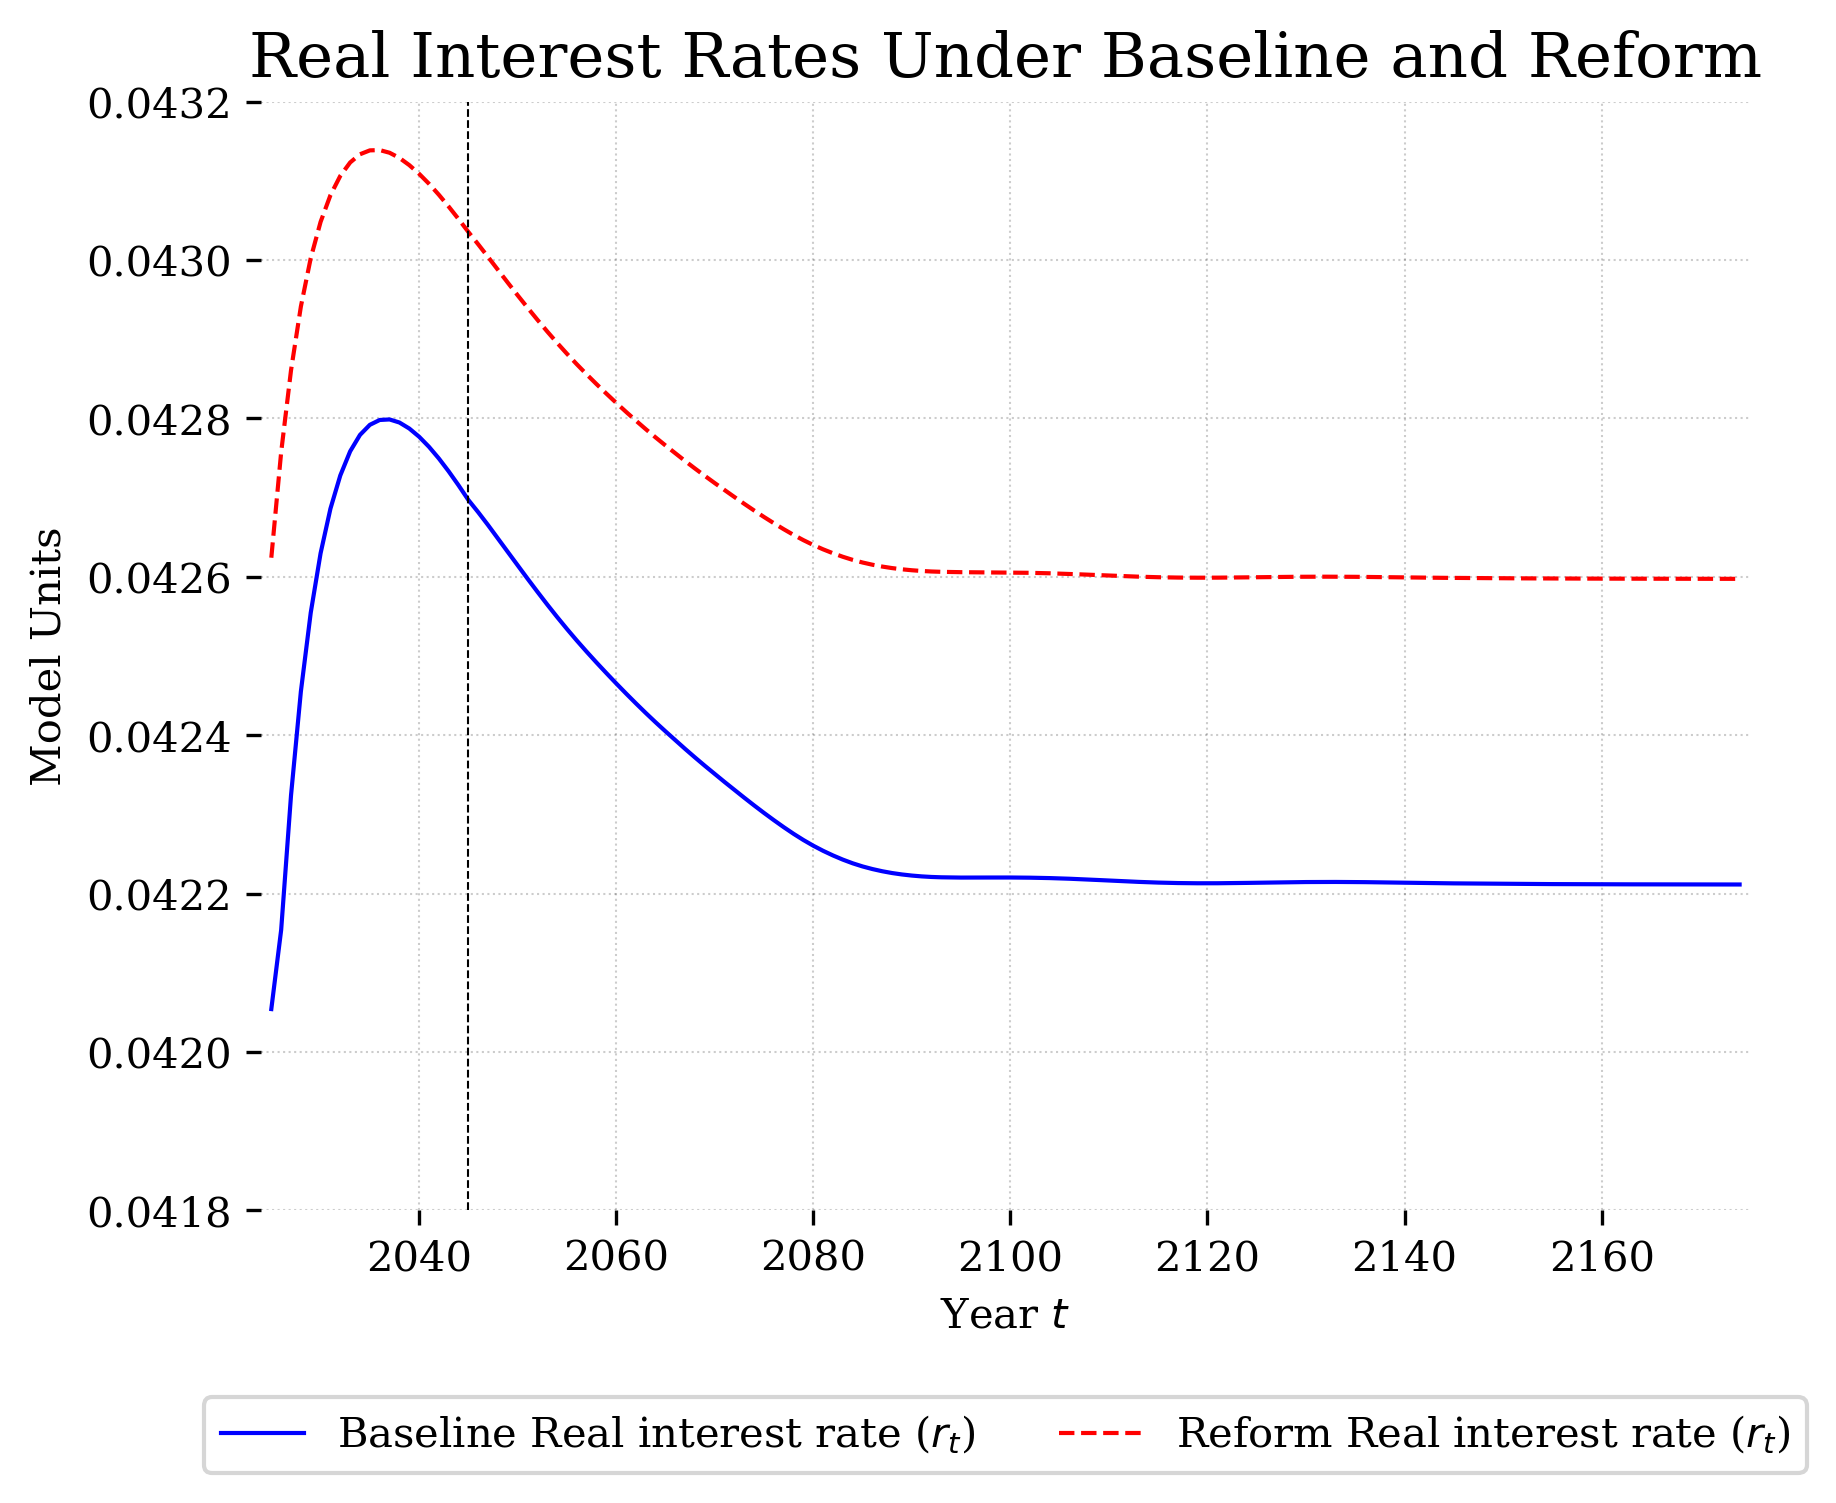 Real Interest Rates Under Baseline and Reform
0.0432
0.0430
0.0428
0.0426
0.0424
0.0422
0.0420
0.0418
Model Units
2040 2060 2080 2100 2120 2140 2160
Year t
Baseline Real interest rate (rₜ) Reform Real interest rate (rₜ)